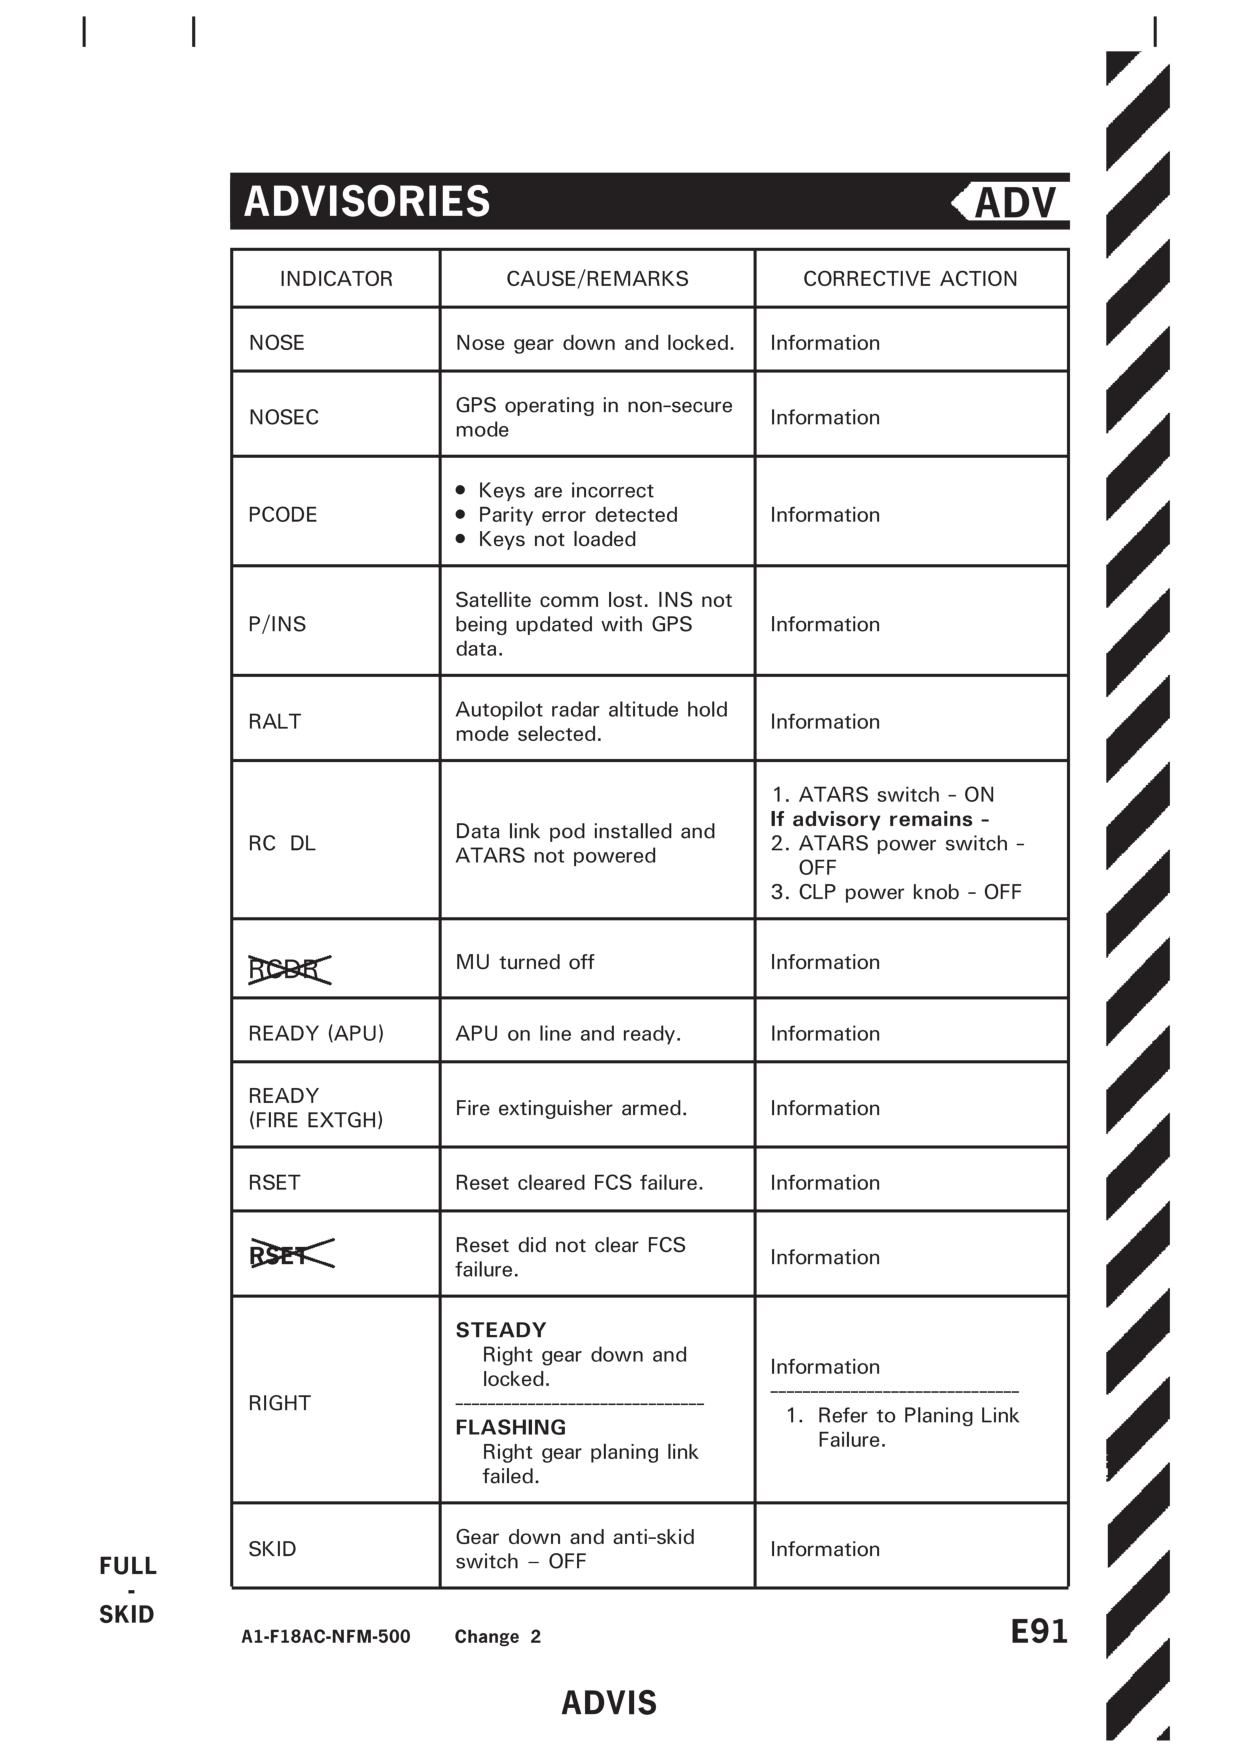 ADVISORIES
ADV
INDICATOR CAUSE/REMARKS CORRECTIVE ACTION
NOSE Nose gear down and locked. Information
NOSEC GPS operating in non-secure mode Information
PCODE
• Keys are incorrect
• Parity error detected
• Keys not loaded
Information
P/INS
Satellite comm lost. INS not
being updated with GPS
data.
Information
RALT
Autopilot radar altitude hold
mode selected.
Information
RC DL
Data link pod installed and
ATARS not powered
1. ATARS switch - ON
If advisory remains -
2. ATARS power switch -
OFF
3. CLP power knob - OFF
RCDR MU turned off Information
READY (APU) APU on line and ready. Information
READY
(FIRE EXTGH)
Fire extinguisher armed. Information
RSET Reset cleared FCS failure. Information
RSET
Reset did not clear FCS
failure.
Information
RIGHT
STEADY
Right gear down and
locked.
-------------------------------
FLASHING
Right gear planing link
failed.
Information
-------------------------------
1. Refer to Planing Link
Failure.
SKID
Gear down and anti-skid
switch – OFF
Information
FULL
-
SKID
A1-F18AC-NFM-500 Change 2 E91
ADVIS